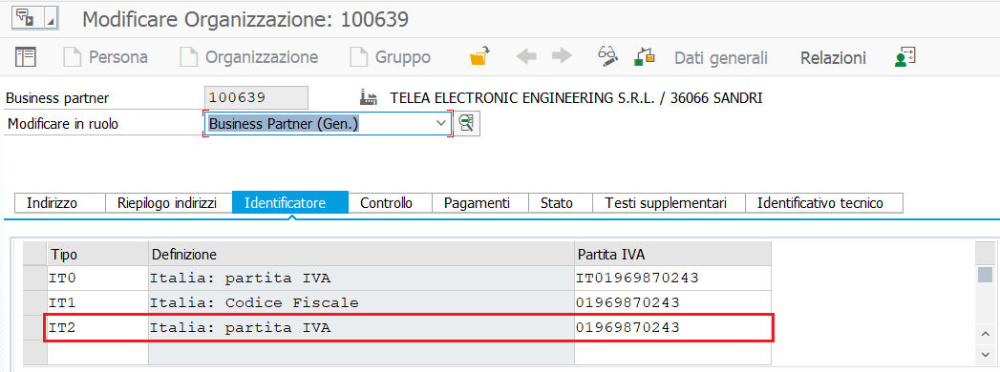 Modificare Organizzazione: 100639
Persona Organizzazione Gruppo Dati generali Relazioni
Business partner 100639 TELEA ELECTRONIC ENGINEERING S.R.L. / 36066 SANDRI
Modificare in ruolo Business Partner (Gen.)
Indirizzo Riepilogo indirizzi Identificatore Controllo Pagamenti Stato Testi supplementari Identificativo tecnico
Tipo Definizione Partita IVA
IT0 Italia: partita IVA IT01969870243
IT1 Italia: Codice Fiscale 01969870243
IT2 Italia: partita IVA 01969870243